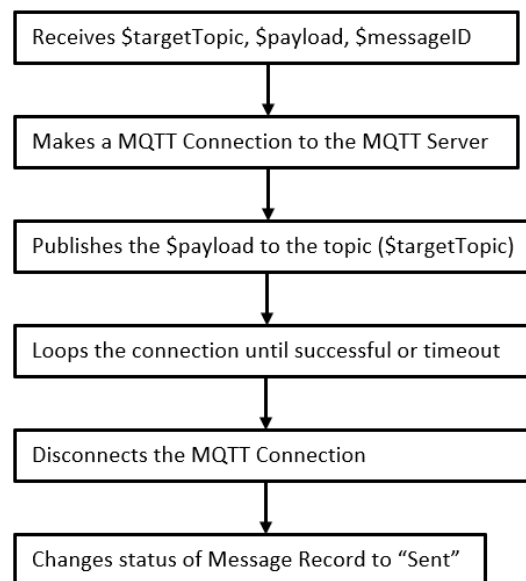 Receives $targetTopic, $payload, $messageID
Makes a MQTT Connection to the MQTT Server
Publishes the $payload to the topic ($targetTopic)
Loops the connection until successful or timeout
Disconnects the MQTT Connection
Changes status of Message Record to “Sent”